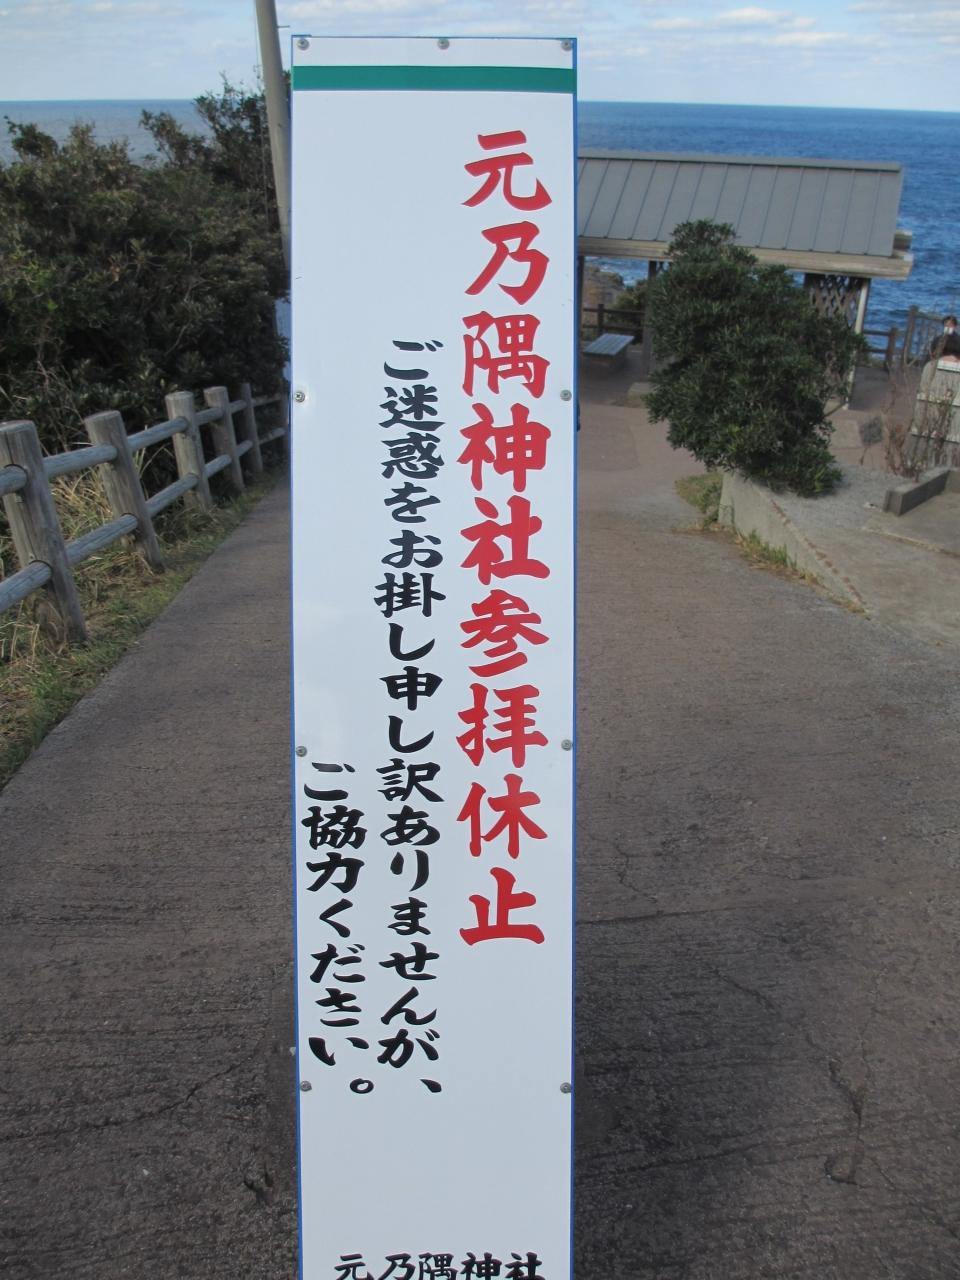 元乃隅神社参拝休止
ご迷惑をお掛し申し訳ありませんが、
ご協力ください。
元乃隅神社